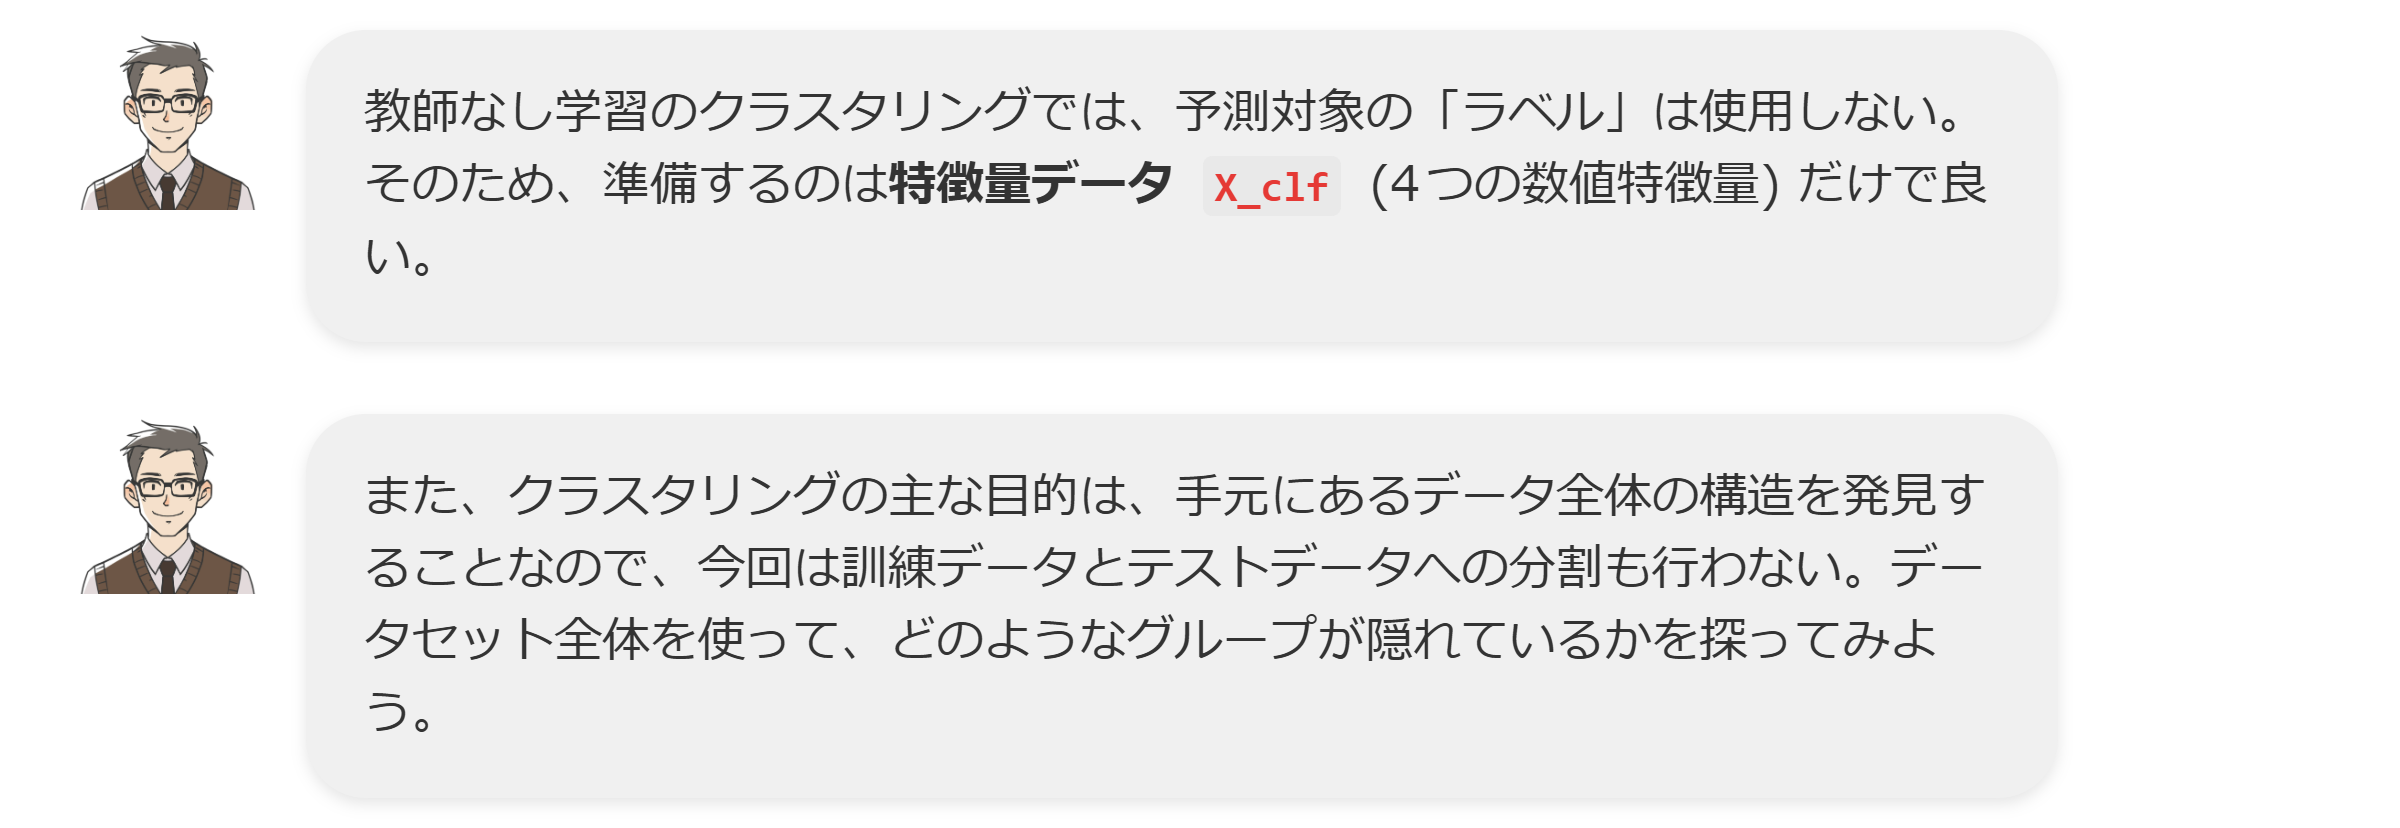 教師なし学習のクラスタリングでは、予測対象の「ラベル」は使用しない。
そのため、準備するのは特徴量データ X_clf (4つの数値特徴量) だけで良
い。
また、クラスタリングの主な目的は、手元にあるデータ全体の構造を発見す
ることなので、今回は訓練データとテストデータへの分割も行わない。デー
タセット全体を使って、どのようなグループが隠れているかを探ってみよ
う。